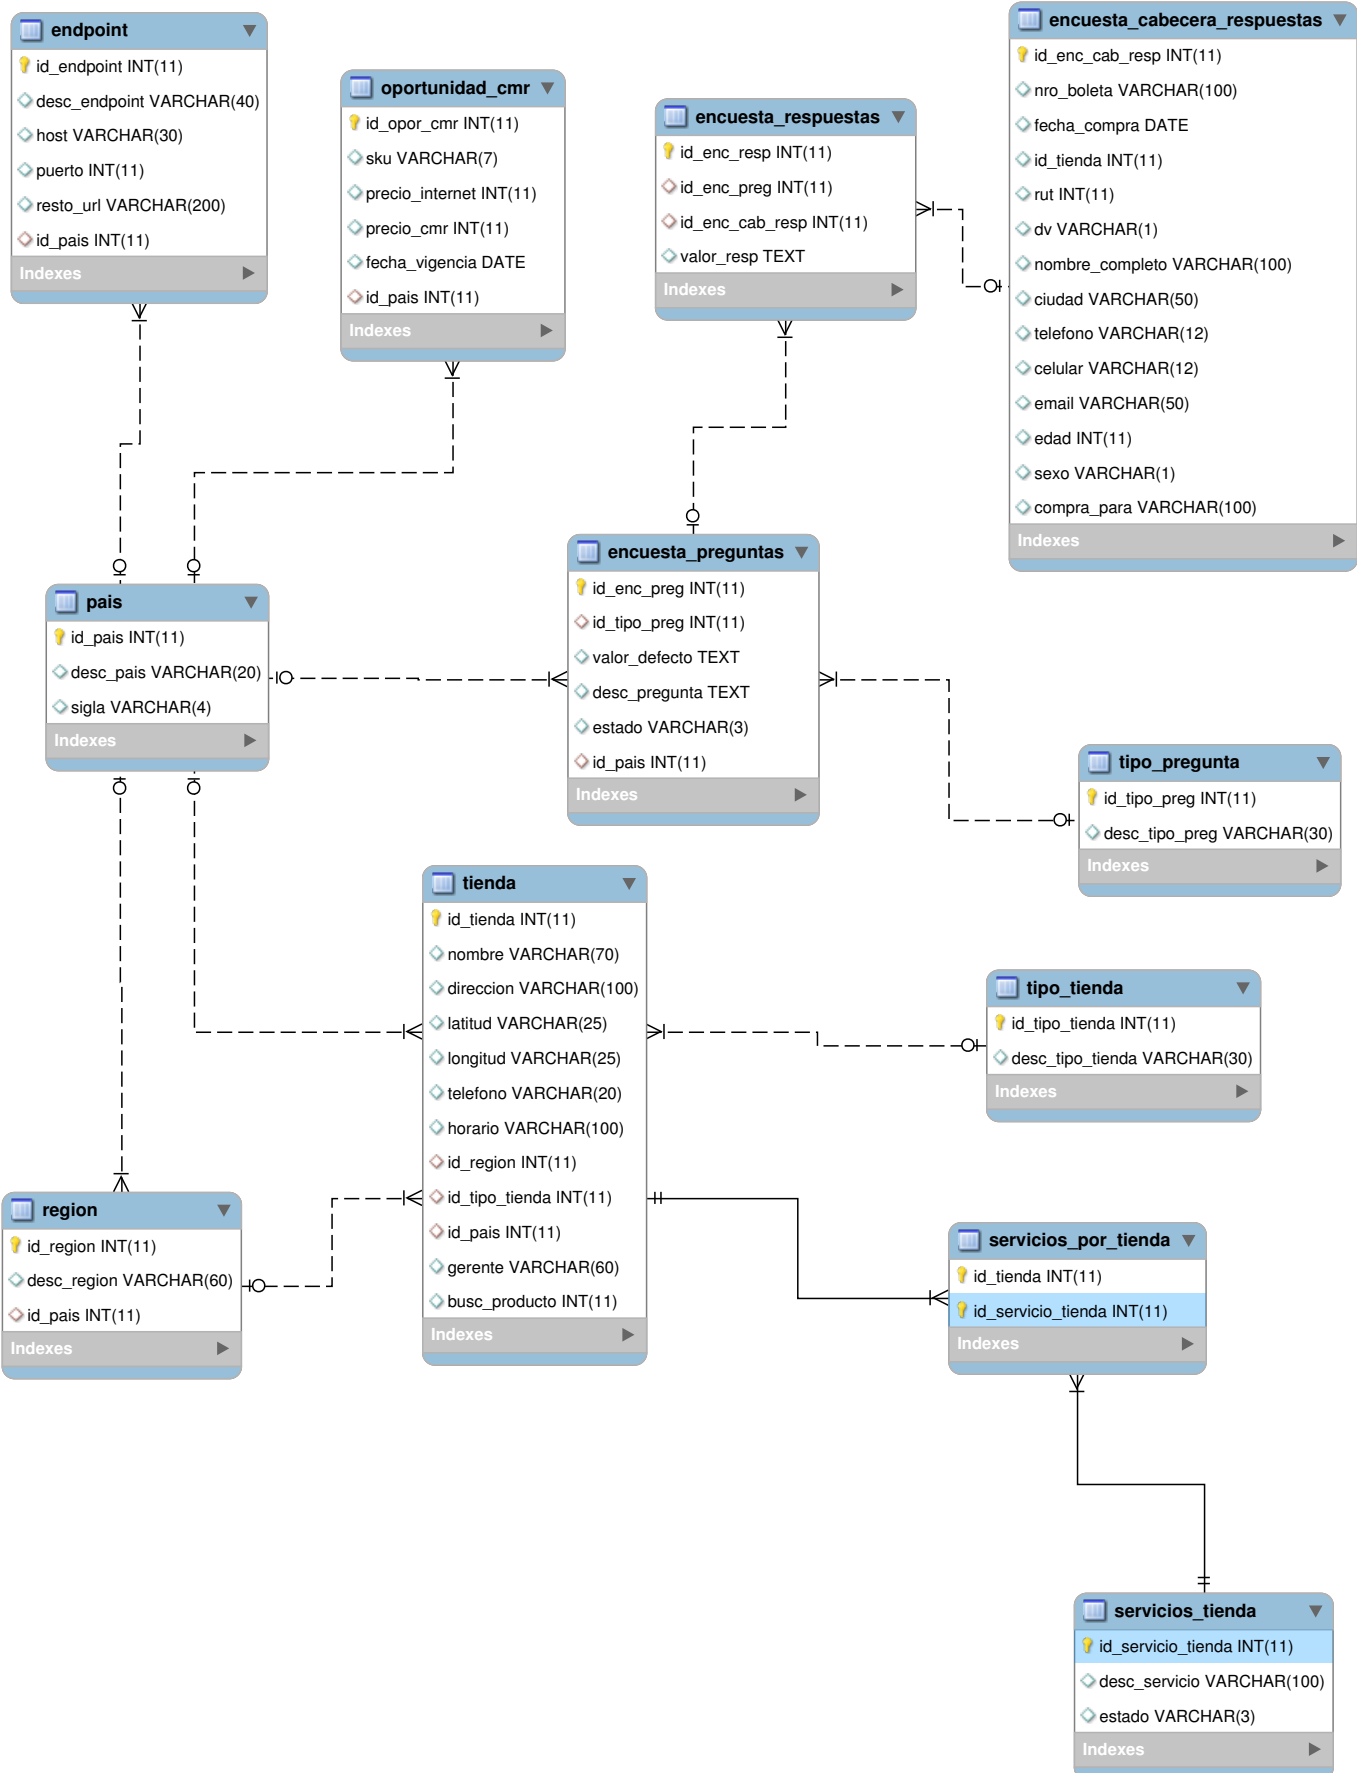 endpoint
id_endpoint INT(11)
desc_endpoint VARCHAR(40)
host VARCHAR(30)
puerto INT(11)
resto_url VARCHAR(200)
id_pais INT(11)
Indexes
oportunidad_cmr
id_opor_cmr INT(11)
sku VARCHAR(7)
precio_internet INT(11)
precio_cmr INT(11)
fecha_vigencia DATE
id_pais INT(11)
Indexes
encuesta_respuestas
id_enc_resp INT(11)
id_enc_preg INT(11)
id_enc_cab_resp INT(11)
valor_resp TEXT
Indexes
encuesta_cabecera_respuestas
id_enc_cab_resp INT(11)
nro_boleta VARCHAR(100)
fecha_compra DATE
id_tienda INT(11)
rut INT(11)
dv VARCHAR(1)
nombre_completo VARCHAR(100)
ciudad VARCHAR(50)
telefono VARCHAR(12)
celular VARCHAR(12)
email VARCHAR(50)
edad INT(11)
sexo VARCHAR(1)
compra_para VARCHAR(100)
Indexes
pais
id_pais INT(11)
desc_pais VARCHAR(20)
sigla VARCHAR(4)
Indexes
encuesta_preguntas
id_enc_preg INT(11)
id_tipo_preg INT(11)
valor_defecto TEXT
desc_pregunta TEXT
estado VARCHAR(3)
id_pais INT(11)
Indexes
tipo_pregunta
id_tipo_preg INT(11)
desc_tipo_preg VARCHAR(30)
Indexes
tienda
id_tienda INT(11)
nombre VARCHAR(70)
direccion VARCHAR(100)
latitud VARCHAR(25)
longitud VARCHAR(25)
telefono VARCHAR(20)
horario VARCHAR(100)
id_region INT(11)
id_tipo_tienda INT(11)
id_pais INT(11)
gerente VARCHAR(60)
busc_producto INT(11)
Indexes
tipo_tienda
id_tipo_tienda INT(11)
desc_tipo_tienda VARCHAR(30)
Indexes
region
id_region INT(11)
desc_region VARCHAR(60)
id_pais INT(11)
Indexes
servicios_por_tienda
id_tienda INT(11)
id_servicio_tienda INT(11)
Indexes
servicios_tienda
id_servicio_tienda INT(11)
desc_servicio VARCHAR(100)
estado VARCHAR(3)
Indexes